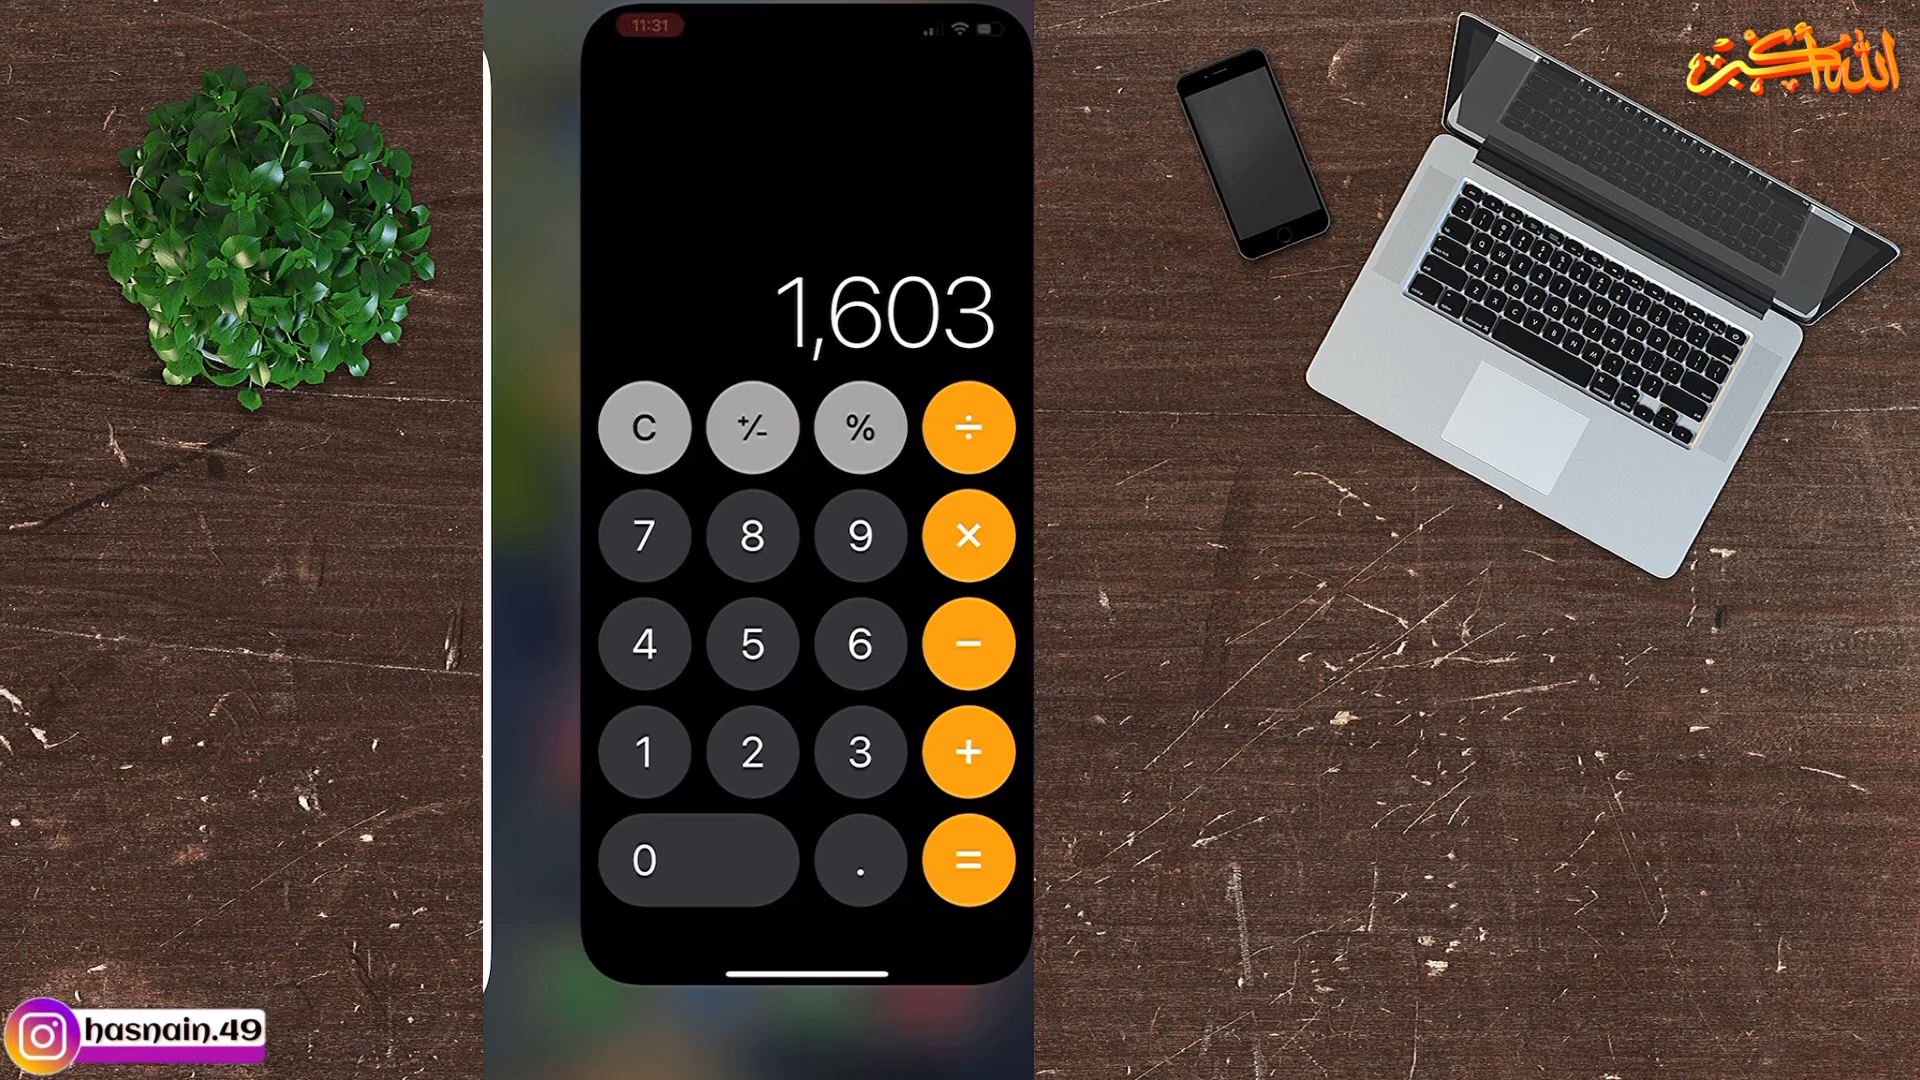 11:31
الله أكبر
1,603
C +/- % ÷
7 8 9 ×
4 5 6 −
1 2 3 +
0 . =
hasnain.49